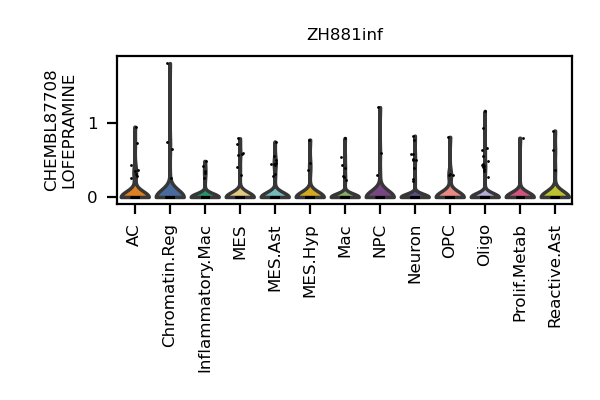 ZH881inf
CHEMBL87708
LOFEPRAMINE
1
0
AC
Chromatin.Reg
Inflammatory.Mac
MES
MES.Ast
MES.Hyp
Mac
NPC
Neuron
OPC
Oligo
Prolif.Metab
Reactive.Ast